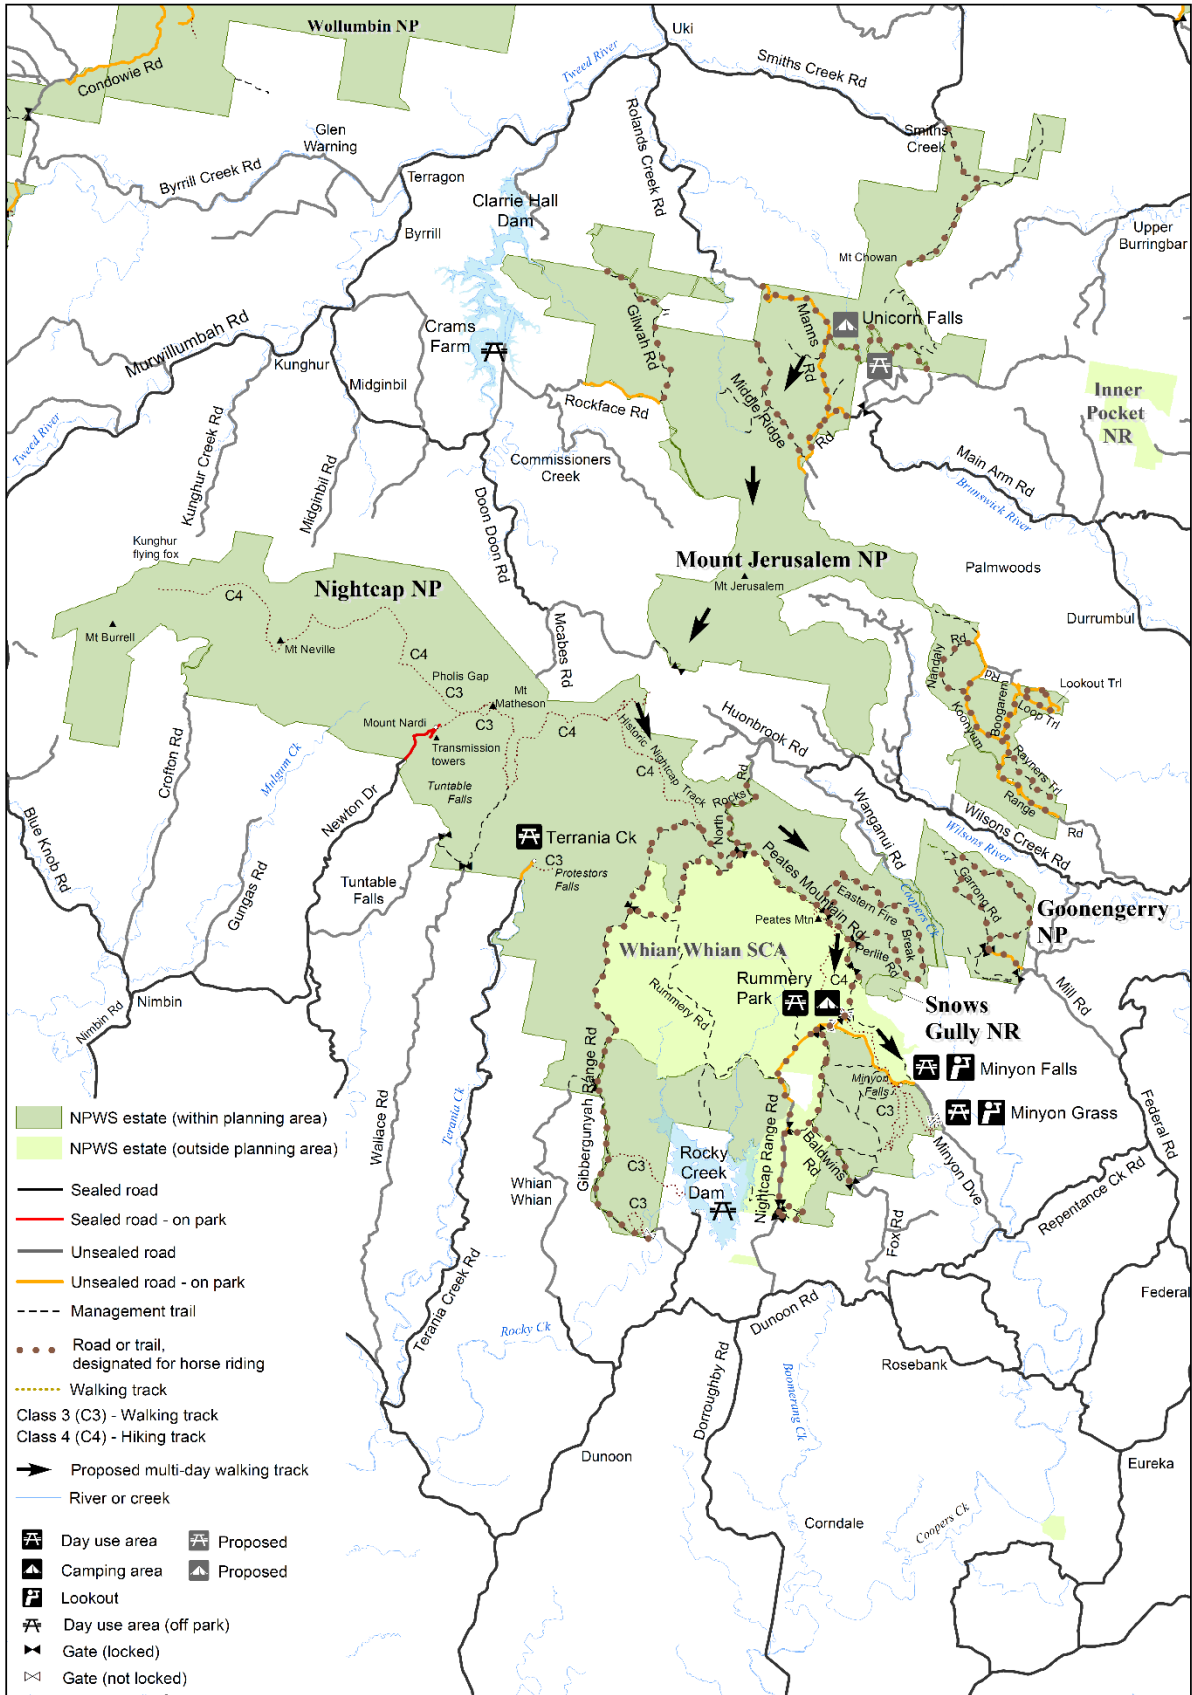 Wollumbin NP
Uki
Condowie Rd
Tweed River
Smiths Creek Rd
Rolands Creek Rd
Glen
Warning
Smiths
Creek
Byrrill Creek Rd
Terragon
Clarrie Hall
Dam
Byrrill
Upper
Burringbar
Mt Chowan
Murwillumbah Rd
Crams
Farm
Gilwah Rd
Manns
Rd
Unicorn Falls
Kunghur
Midginbil
Middle Ridge
Rd
Rockface Rd
Inner
Pocket
NR
Tweed River
Kunghur Creek Rd
Midginbil Rd
Commissioners
Creek
Main Arm Rd
Brunswick River
Doon Doon Rd
Kunghur
flying fox
Mount Jerusalem NP
Mt Jerusalem
Palmwoods
Nightcap NP
C4
Durrumbul
Mt Burrell
Mt Neville
C4
Mcabes Rd
Nandaly
Rd
Rd
Lookout Trl
Pholis Gap
C3
Mt
Matheson
Boogarem
Loop Trl
Koonyum
Mount Nardi
C3
C4
Historic Nightcap Track
Huonbrook Rd
Transmission
towers
Rayners Trl
Crofton Rd
Mulgum Ck
C4
Rocks
Rd
Range
Rd
Tuntable
Falls
North
Wanganui Rd
Wilsons Creek Rd
Wilsons River
Blue Knob Rd
Newton Dr
Terrania Ck
C3
Protestors
Falls
Peates Mountain Rd
Gungas Rd
Tuntable
Falls
Eastern Fire
Break
Coopers Ck
Garrong Rd
Goonengerry
NP
Peates Mtn
Whian Whian SCA
Perlite Rd
Rummery
Park
C4
Rummery Rd
Nimbin
Nimbin Rd
Snows
Gully NR
Mill Rd
Minyon Falls
Minyon
Falls
Gibbergunyah Range Rd
Minyon Grass
C3
Wallace Rd
Terania Ck
Federal Rd
Nightcap Range Rd
Baldwins
Rd
Minyon Dve
Rocky
Creek
Dam
C3
Whian
Whian
C3
Repentance Ck Rd
Fox Rd
Terania Creek Rd
Federal
Dunoon Rd
Rocky Ck
Dorroughby Rd
Rosebank
Boomerang Ck
Dunoon
Eureka
Corndale
Coopers Ck
NPWS estate (within planning area)
NPWS estate (outside planning area)
Sealed road
Sealed road - on park
Unsealed road
Unsealed road - on park
Management trail
Road or trail,
designated for horse riding
Walking track
Class 3 (C3) - Walking track
Class 4 (C4) - Hiking track
Proposed multi-day walking track
River or creek
Day use area
Proposed
Camping area
Proposed
Lookout
Day use area (off park)
Gate (locked)
Gate (not locked)